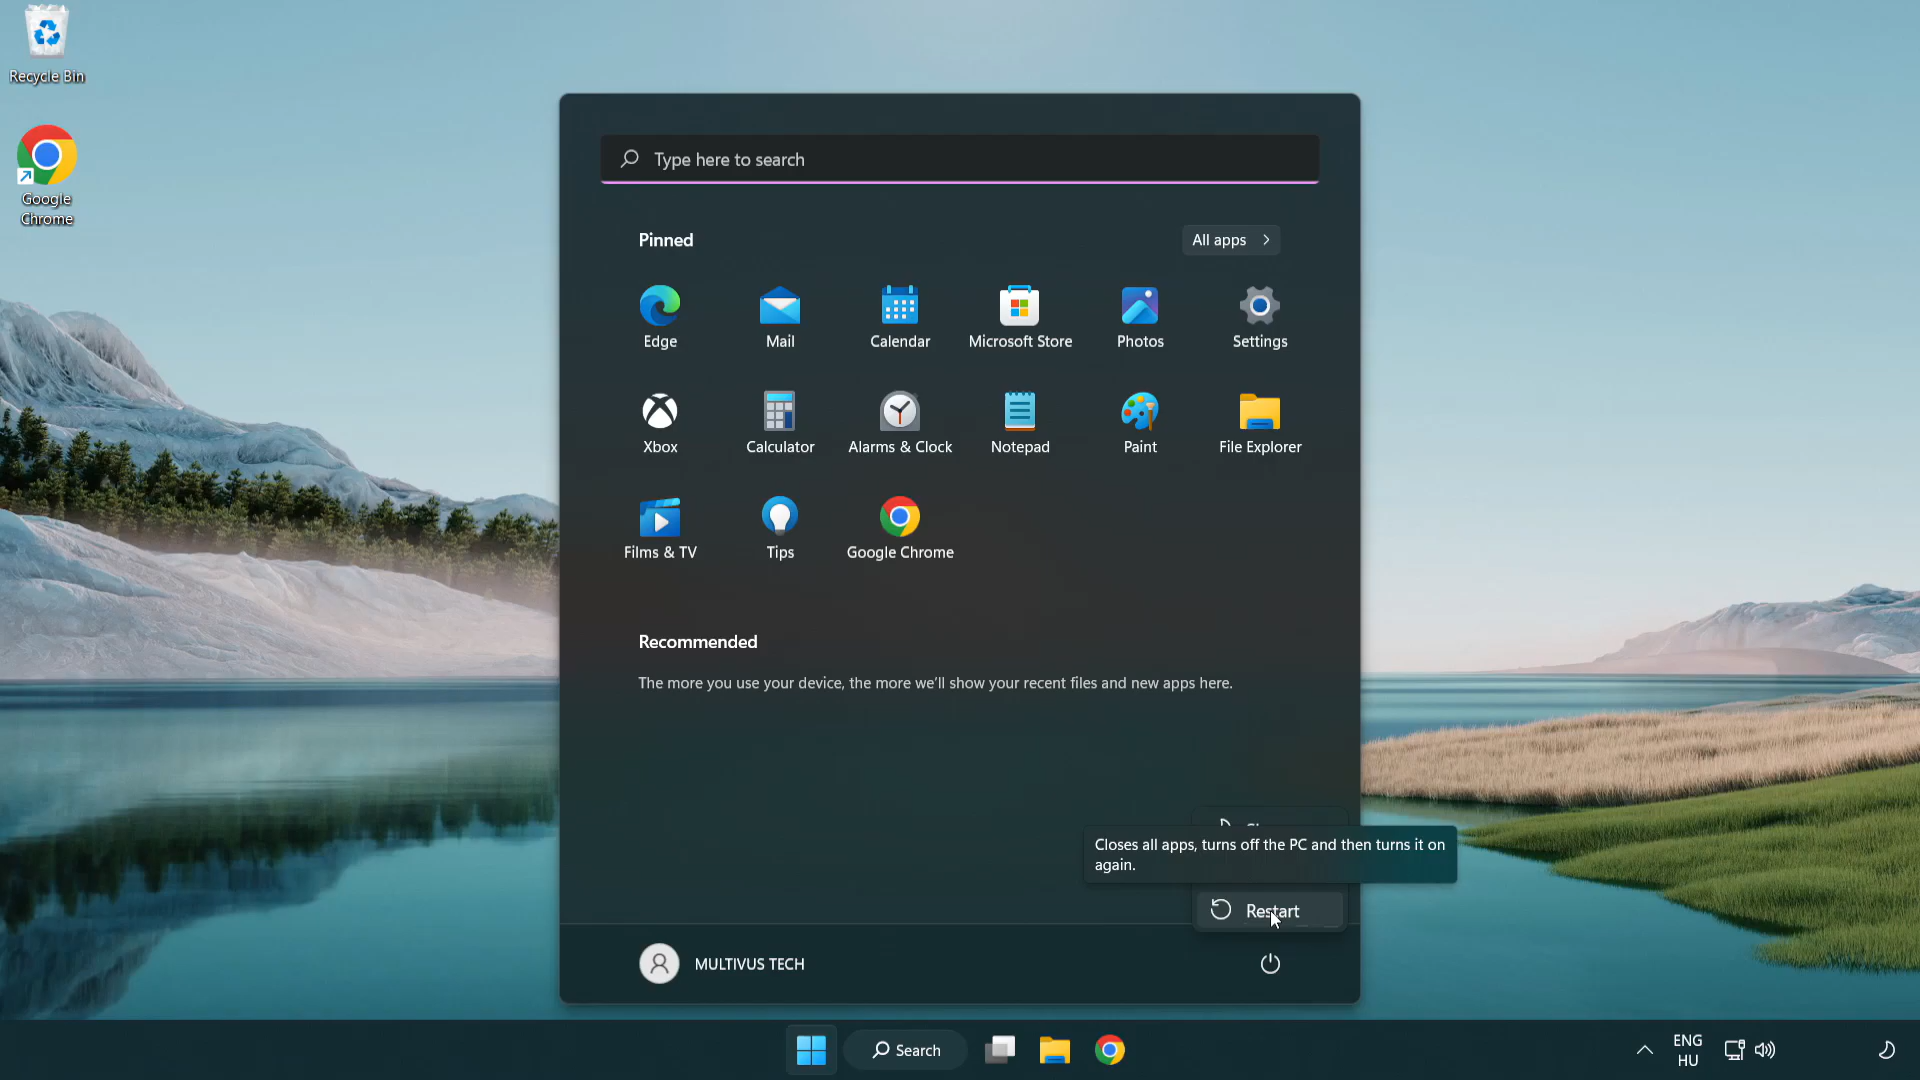 Recycle Bin
Google
Chrome
Type here to search
Pinned
All apps
Edge
Mail
Calendar
Microsoft Store
Photos
Settings
Xbox
Calculator
Alarms & Clock
Notepad
Paint
File Explorer
Films & TV
Tips
Google Chrome
Recommended
The more you use your device, the more we'll show your recent files and new apps here.
Closes all apps, turns off the PC and then turns it on
again.
Restart
MULTIVUS TECH
Search
ENG
HU